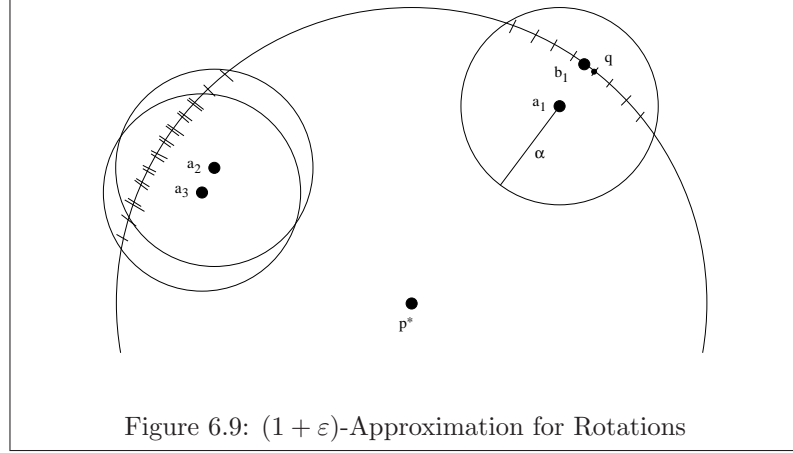 q
b1
a1
α
a2
a3
p*
Figure 6.9: (1 + ε)-Approximation for Rotations